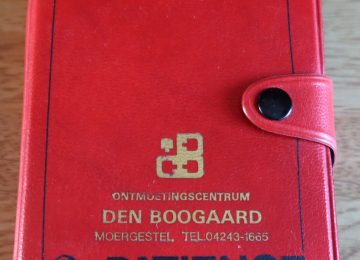 ONTMOETINGSCENTRUM
DEN BOOGAARD
MOERGESTEL, TEL.04243-1665